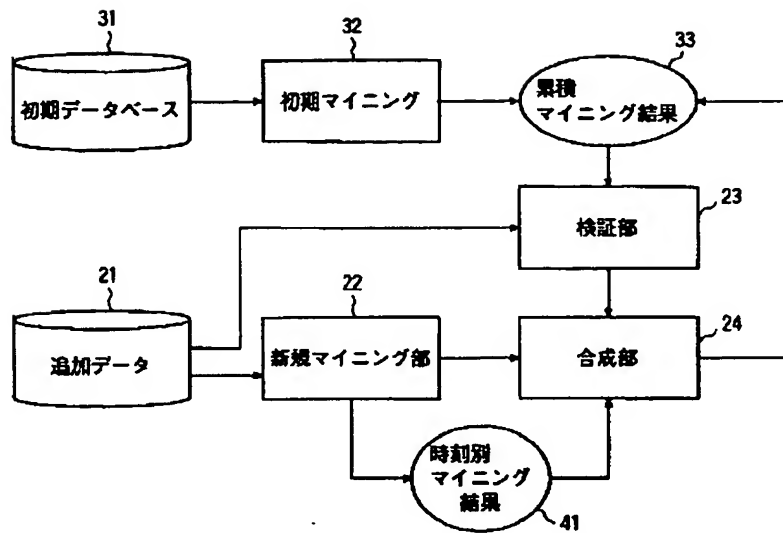 31
初期データベース
32
初期マイニング
33
累積
マイニング結果
検証部
23
21
追加データ
22
新規マイニング部
合成部
24
時刻別
マイニング
結果
41